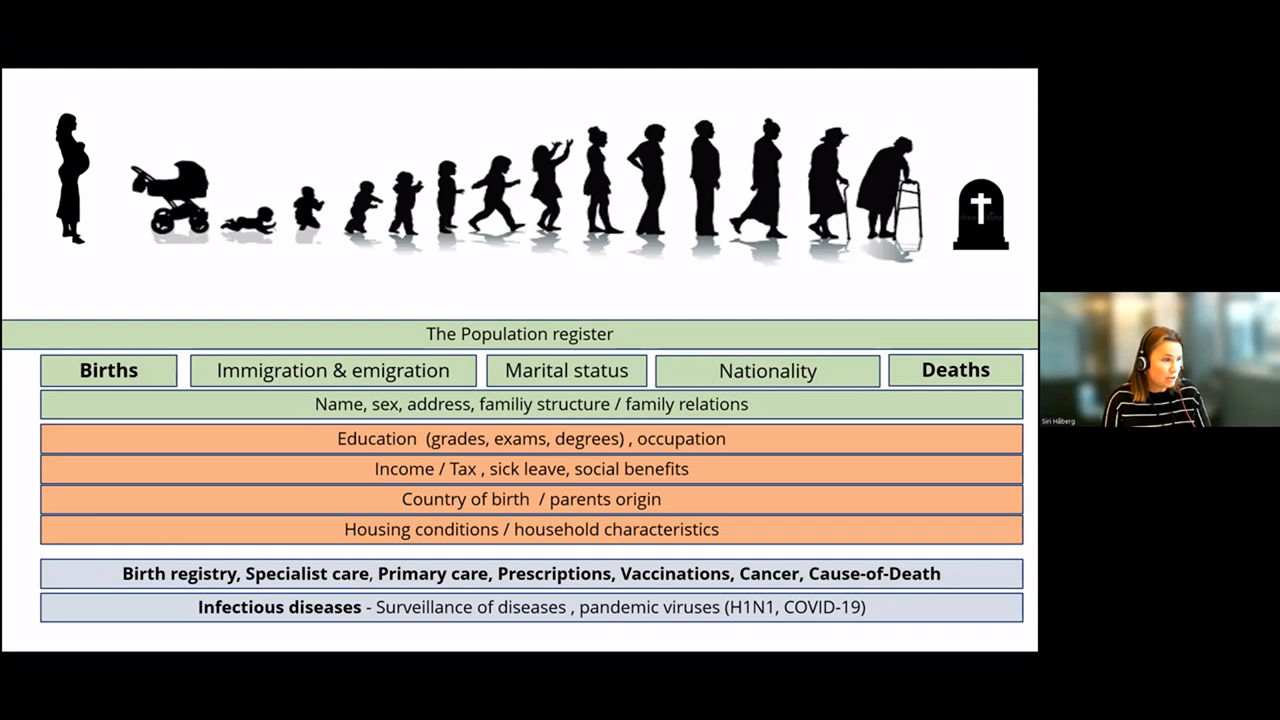 The Population register
Births
Immigration & emigration
Marital status
Nationality
Deaths
Name, sex, address, familiy structure / family relations
Education (grades, exams, degrees) , occupation
Income / Tax , sick leave, social benefits
Country of birth / parents origin
Housing conditions / household characteristics
Birth registry, Specialist care, Primary care, Prescriptions, Vaccinations, Cancer, Cause-of-Death
Infectious diseases - Surveillance of diseases , pandemic viruses (H1N1, COVID-19)
Siri Håberg